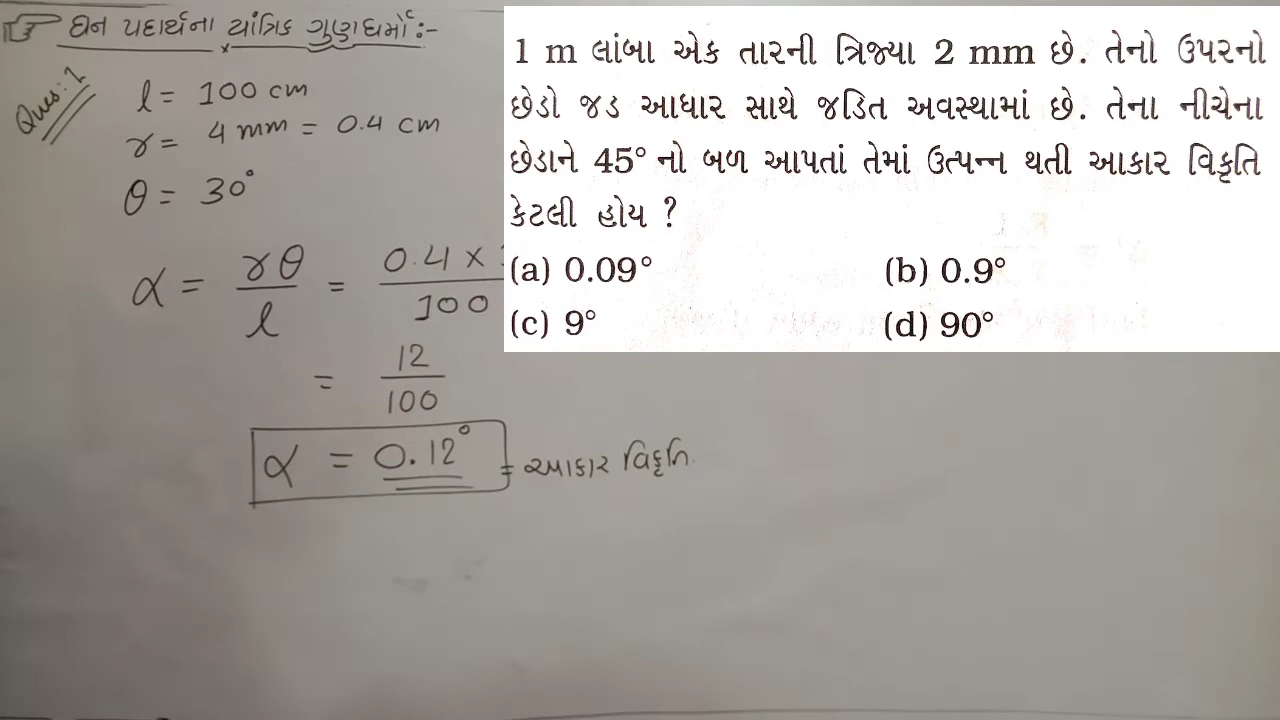 ઘન પદાર્થના યાંત્રિક ગુણધર્મો :-
Ques: 1
l = 100 cm
r = 4 mm = 0.4 cm
θ = 30°
α = rθ / l = 0.4 × / 100
= 12 / 100
α = 0.12° = આકાર વિકૃતિ.
1 m લાંબા એક તારની ત્રિજ્યા 2 mm છે. તેનો ઉપરનો
છેડો જડ આધાર સાથે જડિત અવસ્થામાં છે. તેના નીચેના
છેડાને 45° નો બળ આપતાં તેમાં ઉત્પન્ન થતી આકાર વિકૃતિ
કેટલી હોય ?
(a) 0.09° (b) 0.9°
(c) 9° (d) 90°